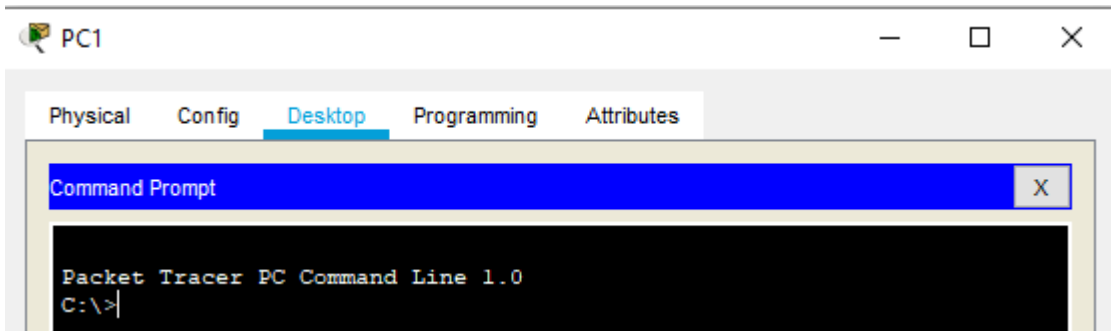 PC1
Physical Config Desktop Programming Attributes
Command Prompt X
Packet Tracer PC Command Line 1.0
C:\>